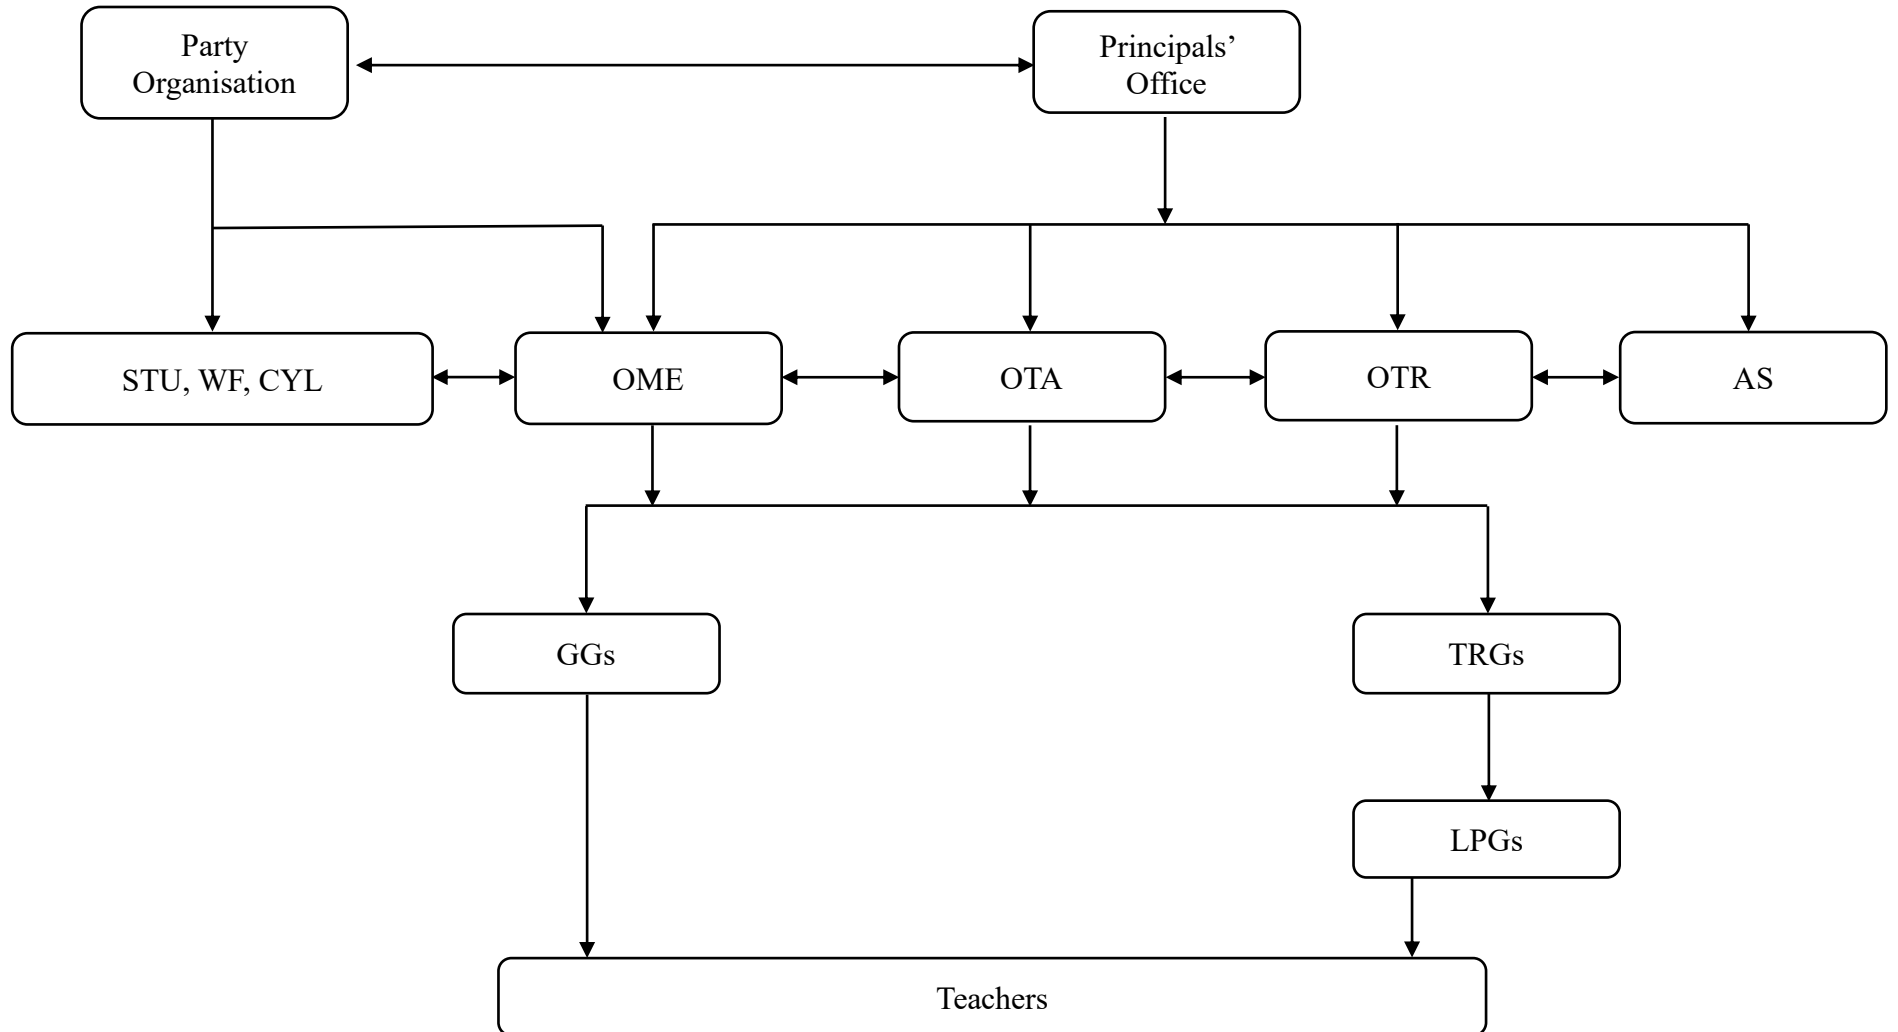 Party
Organisation
Principals’
Office
STU, WF, CYL
OME
OTA
OTR
AS
GGs
TRGs
LPGs
Teachers